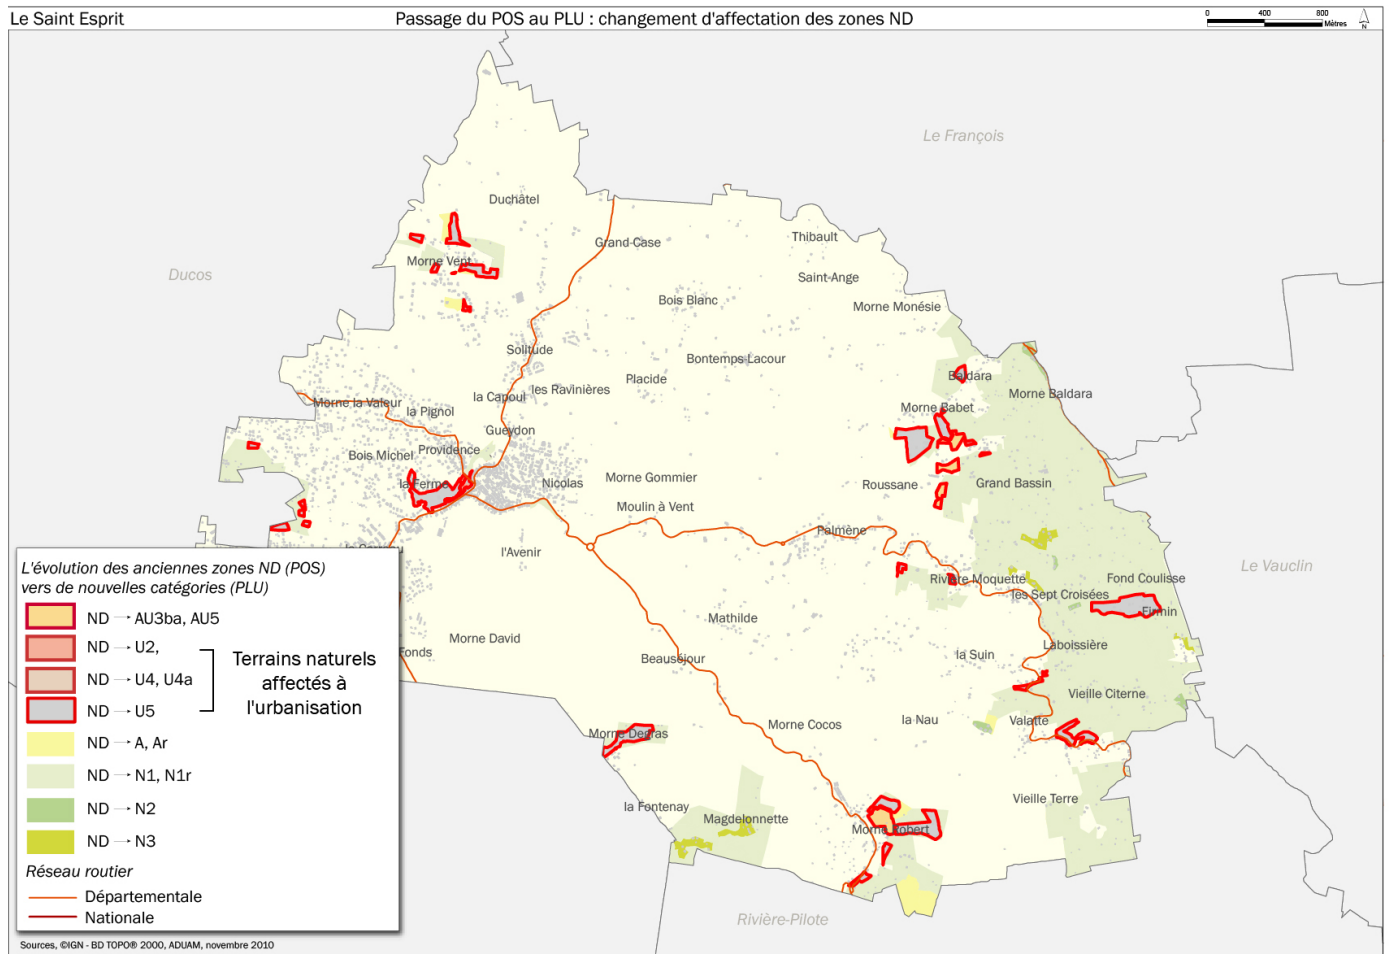 Le Saint Esprit
Passage du POS au PLU : changement d'affectation des zones ND
0 400 800
Mètres
N
Le François
Duchâtel
Thibault
Grand-Case
Morne Vent
Ducos
Saint-Ange
Bois Blanc
Morne Monésie
Solitude
Bontemps-Lacour
Placide
Baldara
les Ravinières
Morne Baldara
la Capoul
Morne la Valeur
la Pignol
Morne Babet
Gueydon
Providence
Bois Michel
Morne Gommier
la Ferme
Nicolas
Roussane
Grand Bassin
Moulin à Vent
Palmène
l'Avenir
Le Vauclin
Rivière Moquette
Fond Coulisse
les Sept Croisées
Firmin
Mathilde
Morne David
Laboissière
Fonds
Beauséjour
la Suin
Vieille Citerne
la Nau
Valatte
Morne Cocos
Morne Degras
Vieille Terre
la Fontenay
Magdelonnette
Morne Robert
Rivière-Pilote
L'évolution des anciennes zones ND (POS)
vers de nouvelles catégories (PLU)
ND → AU3ba, AU5
ND → U2,
ND → U4, U4a
ND → U5
Terrains naturels
affectés à
l'urbanisation
ND → A, Ar
ND → N1, N1r
ND → N2
ND → N3
Réseau routier
Départementale
Nationale
Sources, ©IGN - BD TOPO® 2000, ADUAM, novembre 2010